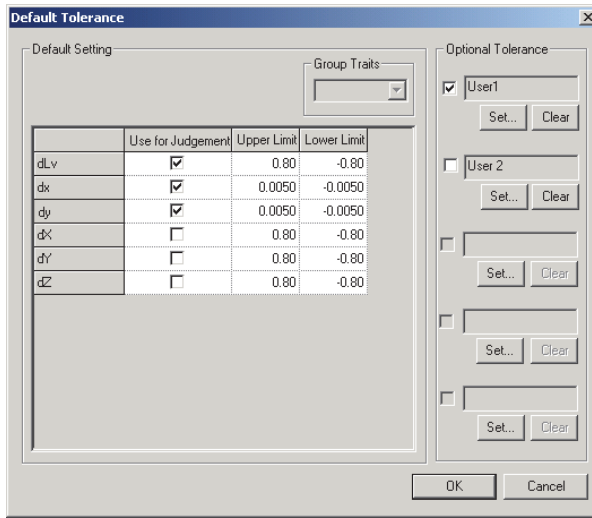 Default Tolerance
Default Setting
Group Traits
Use for Judgement Upper Limit Lower Limit
dLv 0.80 -0.80
dx 0.0050 -0.0050
dy 0.0050 -0.0050
dX 0.80 -0.80
dY 0.80 -0.80
dZ 0.80 -0.80
Optional Tolerance
User1
Set... Clear
User 2
Set... Clear
Set... Clear
Set... Clear
Set... Clear
OK Cancel